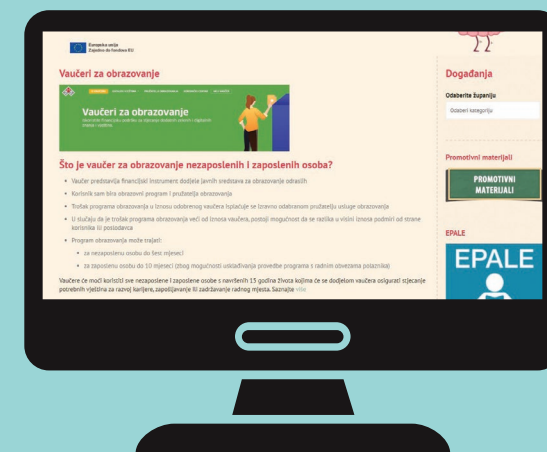 Europska unija
Zajedno do fondova EU
Vaučeri za obrazovanje
Vaučeri za obrazovanje
Što je vaučer za obrazovanje nezaposlenih i zaposlenih osoba?
• Vaučer predstavlja financijski instrument dodjele javnih sredstava za obrazovanje odraslih
• Korisnik sam bira obrazovni program i pružatelja obrazovanja
• Trošak programa obrazovanja u iznosu odobrenog vaučera isplaćuje se izravno odabranom pružatelju usluge obrazovanja
• U slučaju da je trošak programa obrazovanja veći od iznosa vaučera, postoji mogućnost da se razlika u visini iznosa podmiri od strane
korisnika ili poslodavca
• Program obrazovanja može trajati:
• za nezaposlenu osobu do šest mjeseci
• za zaposlenu osobu do 10 mjeseci (zbog mogućnosti usklađivanja provedbe programa s radnim obvezama polaznika)
Vaučere će moći koristiti sve nezaposlene i zaposlene osobe s navršenih 15 godina života kojima će se dodjelom vaučera osigurati stjecanje
potrebnih vještina za razvoj karijere, zapošljavanje ili zadržavanje radnog mjesta. Saznajte više
Događanja
Odaberite županiju
Odaberi kategoriju
Promotivni materijali
PROMOTIVNI
MATERIJALI
EPALE
EPALE